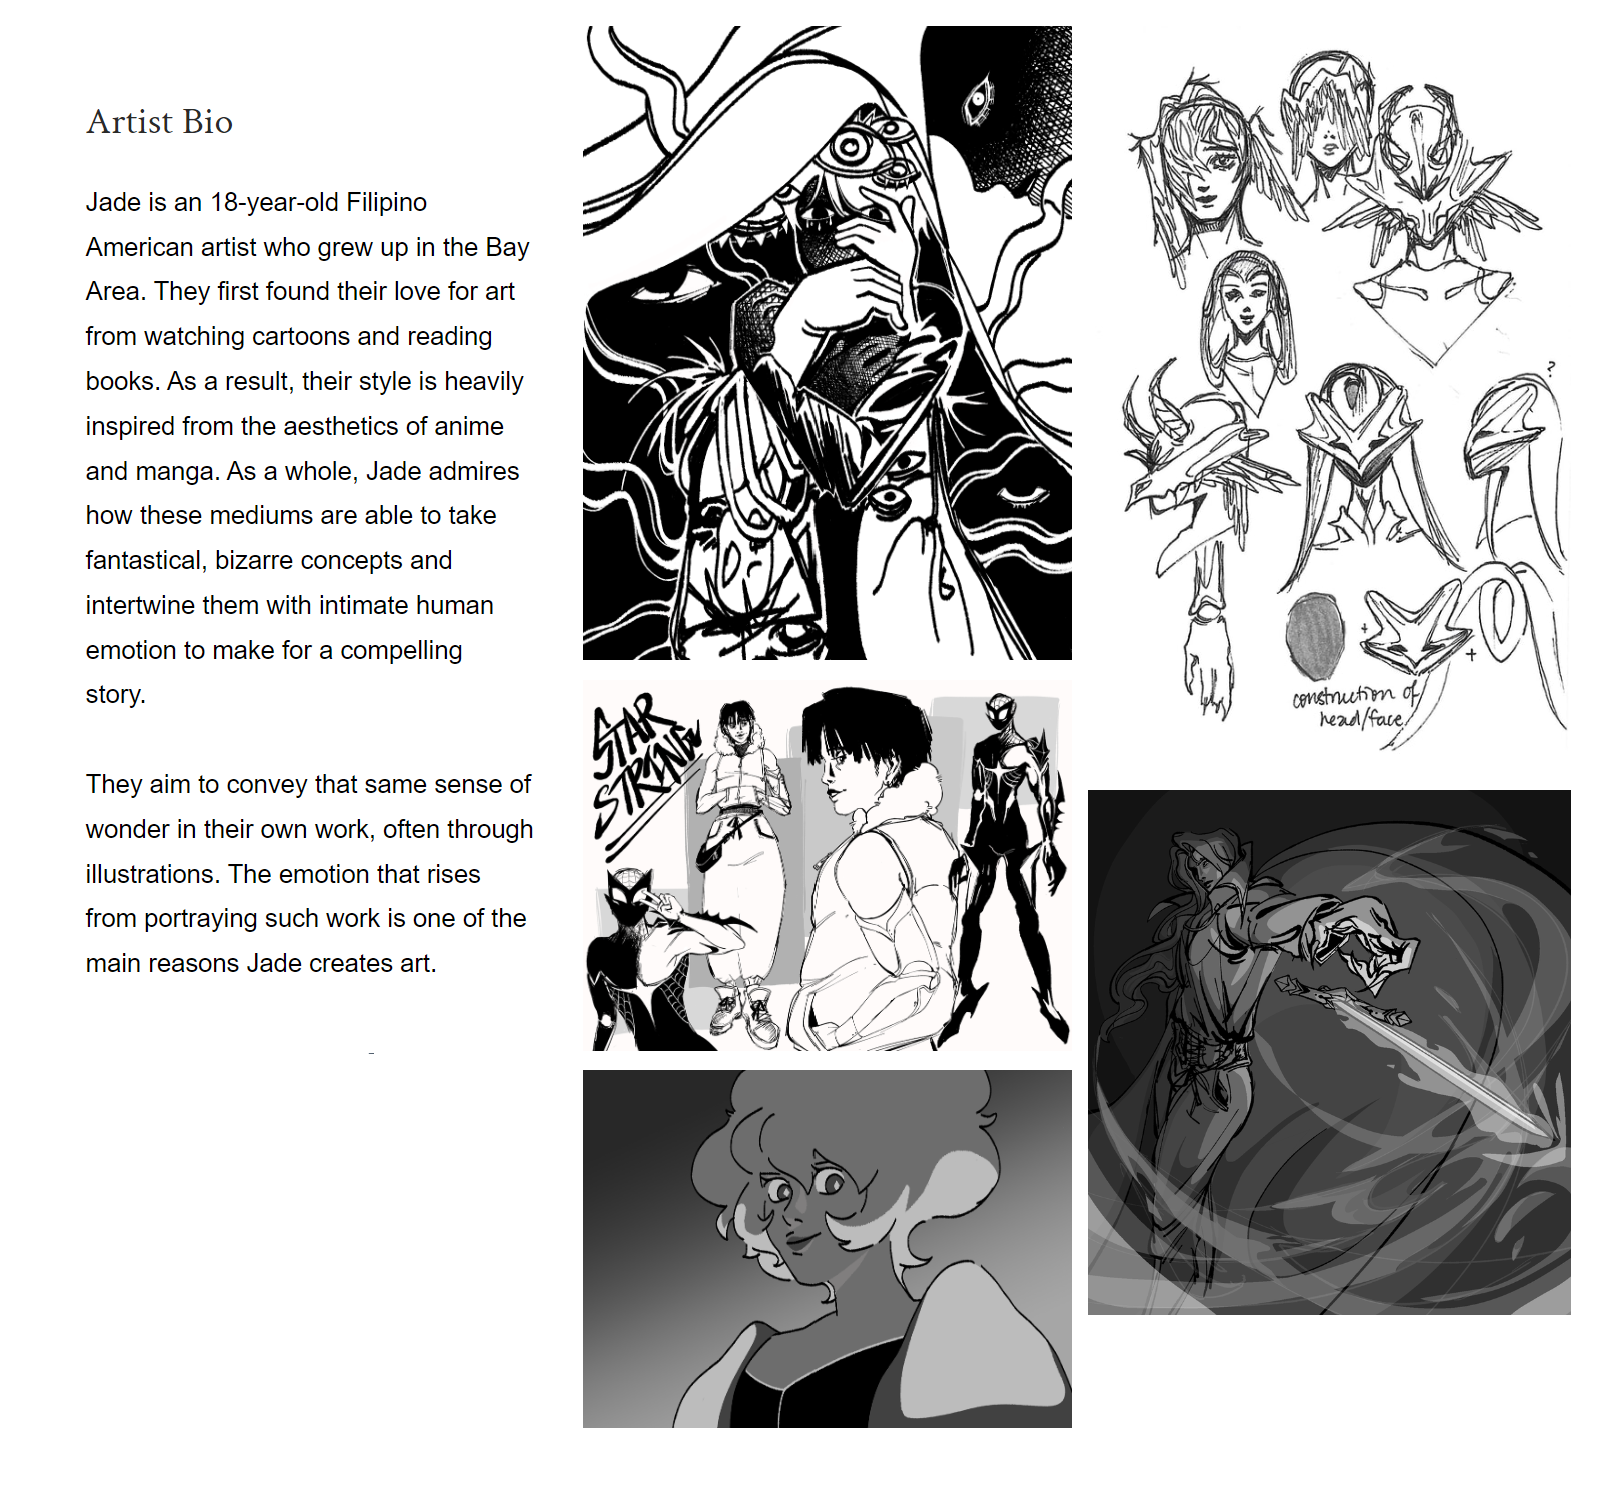 Artist Bio
Jade is an 18-year-old Filipino
American artist who grew up in the Bay
Area. They first found their love for art
from watching cartoons and reading
books. As a result, their style is heavily
inspired from the aesthetics of anime
and manga. As a whole, Jade admires
how these mediums are able to take
fantastical, bizarre concepts and
intertwine them with intimate human
emotion to make for a compelling
story.
They aim to convey that same sense of
wonder in their own work, often through
illustrations. The emotion that rises
from portraying such work is one of the
main reasons Jade creates art.
-
STAR
STRING
?
+
+
construction of
head/face